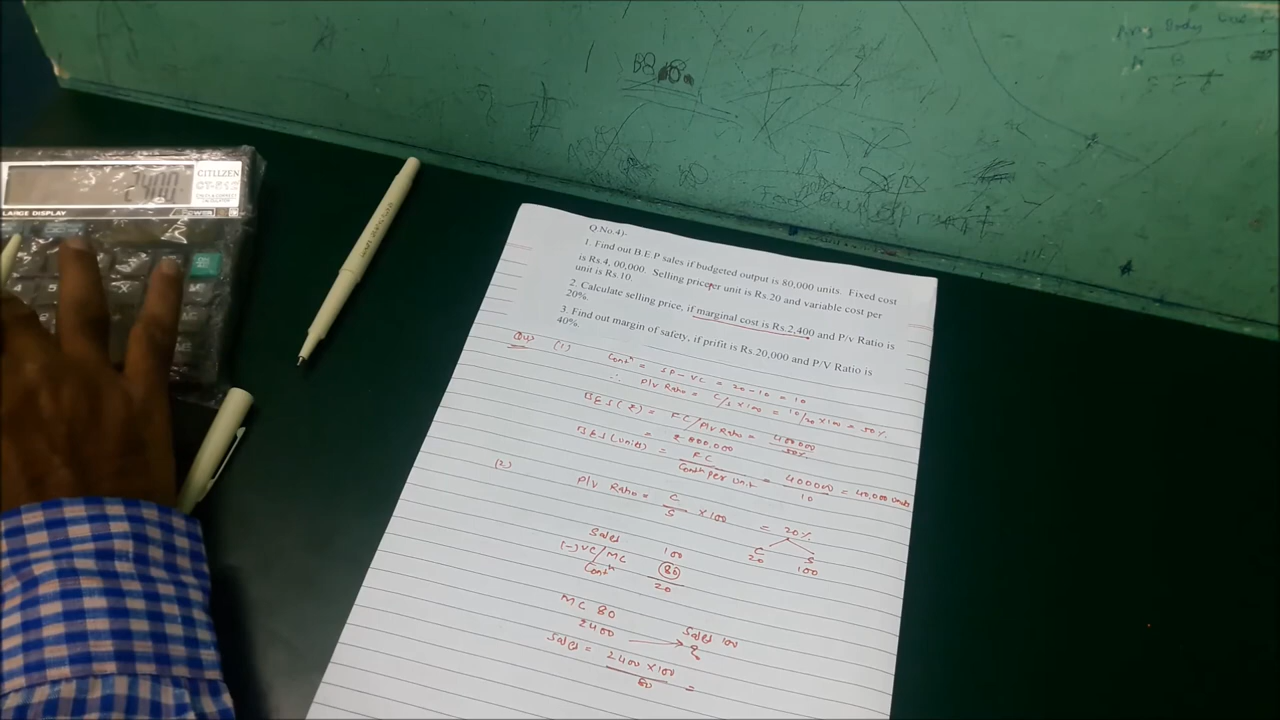 CITIZEN
LARGE DISPLAY
2400
Q.No.4)-
1. Find out B.E.P sales if budgeted output is 80,000 units. Fixed cost
is Rs.4, 00,000. Selling price per unit is Rs.20 and variable cost per
unit is Rs.10.
2. Calculate selling price, if marginal cost is Rs.2,400 and P/v Ratio is
20%.
3. Find out margin of safety, if prifit is Rs.20,000 and P/V Ratio is
40%.
(1) Contn = SP - VC = 20 - 10 = 10
∴ P/V Ratio = C/S × 100 = 10/20 × 100 = 50%.
BES (₹) = FC/P/V Ratio = 400000/50%
= ₹ 800,000
BES (units) = FC/Contn per unit = 400000/10 = 40,000 units
(2) P/V Ratio = C/S × 100 = 20%.
C 20 S 100
Sales 100
(-) VC/MC 80
Contn 20
MC 80 Sales 100
2400 → ?
Sales = 2400 × 100/80 =